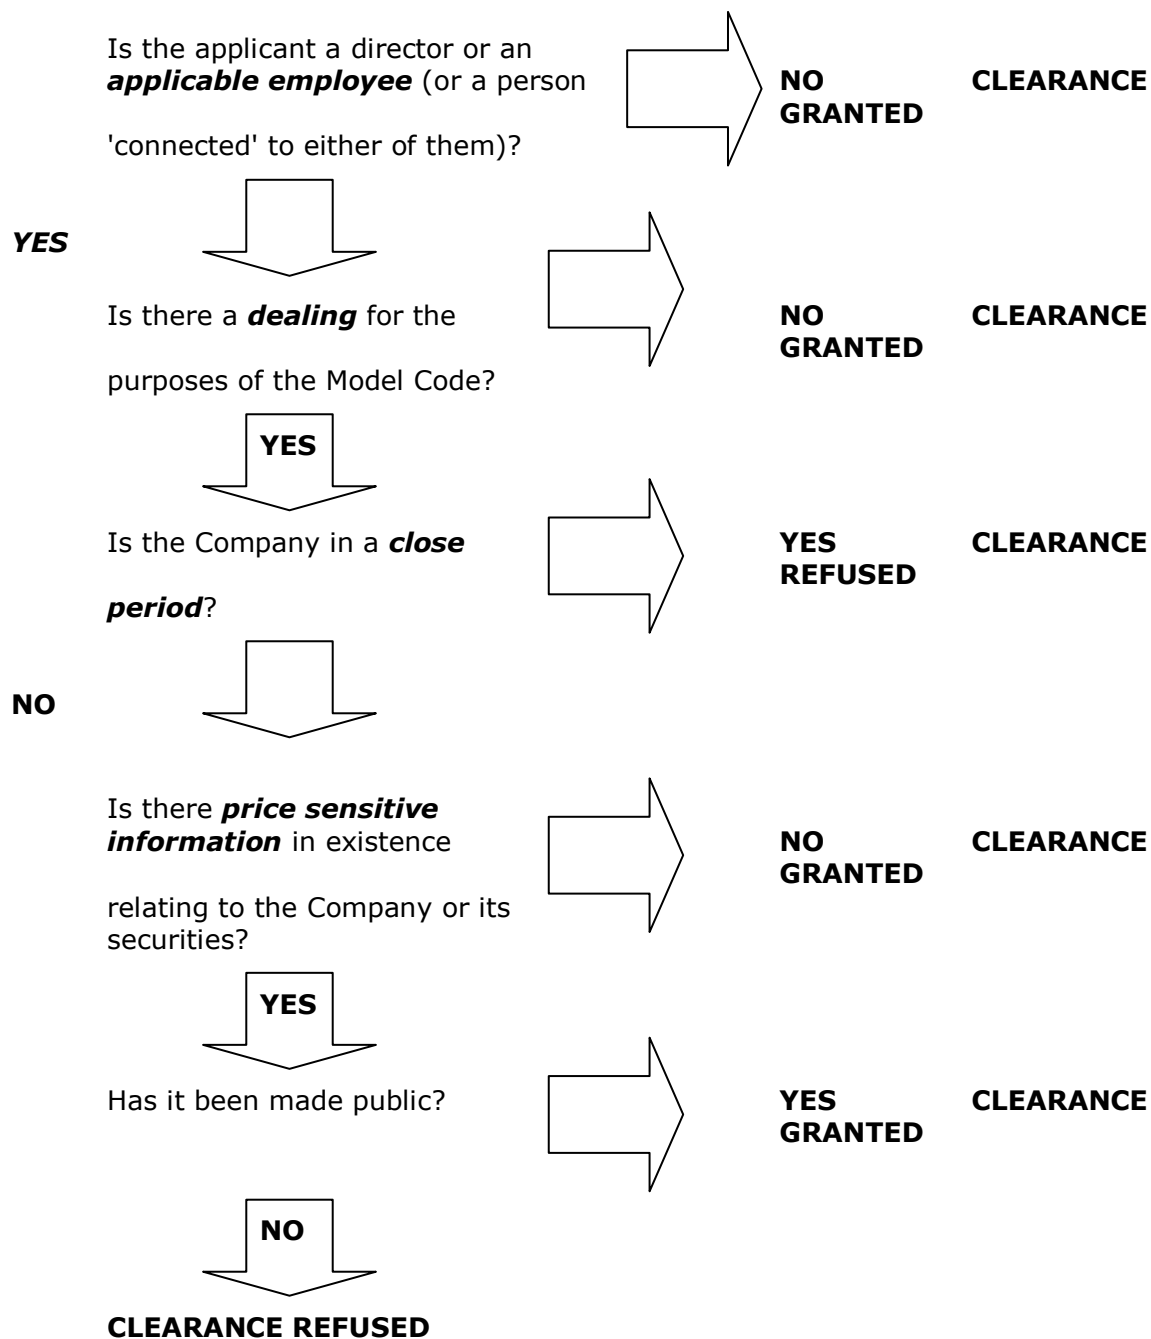 Is the applicant a director or an
applicable employee (or a person
'connected' to either of them)?
NO CLEARANCE
GRANTED
YES
Is there a dealing for the
purposes of the Model Code?
NO CLEARANCE
GRANTED
YES
Is the Company in a close
period?
YES CLEARANCE
REFUSED
NO
Is there price sensitive
information in existence
relating to the Company or its
securities?
NO CLEARANCE
GRANTED
YES
Has it been made public?
YES CLEARANCE
GRANTED
NO
CLEARANCE REFUSED